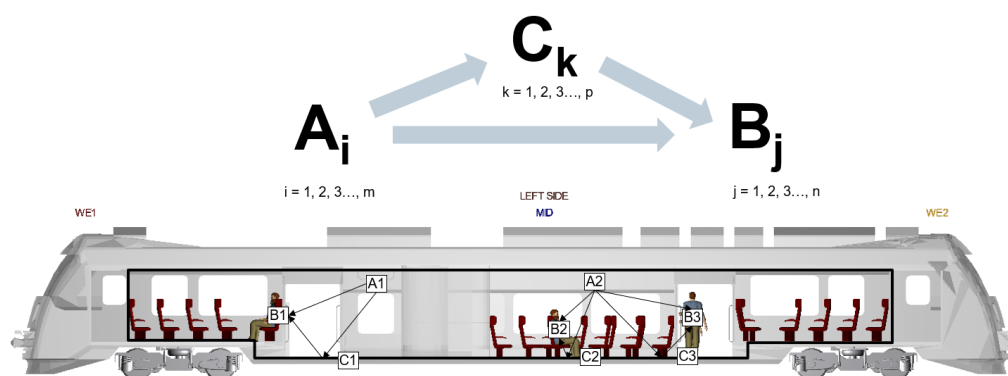 Ck
k = 1, 2, 3..., p
Ai
Bj
i = 1, 2, 3..., m
j = 1, 2, 3..., n
LEFT SIDE
WE1
MID
WE2
A1
A2
B1
B2
B3
C1
C2
C3